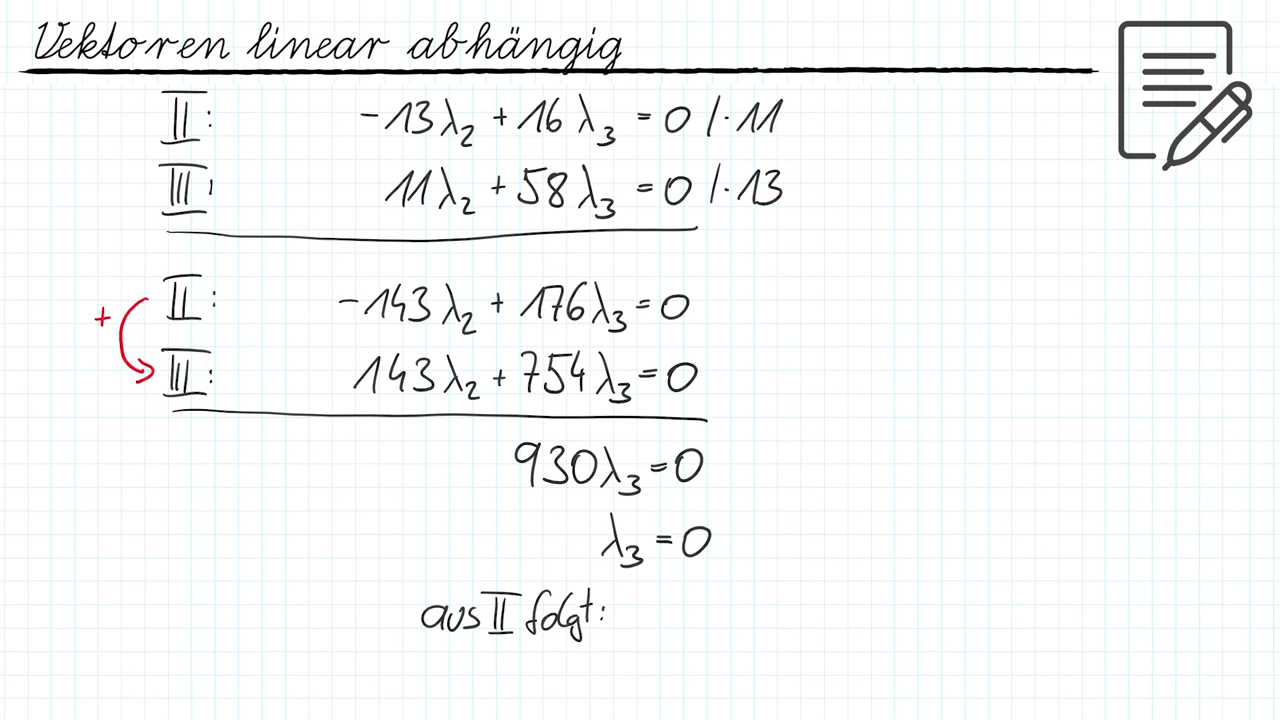 Vektoren linear abhängig
II: -13λ₂ + 16λ₃ = 0 /·11
III: 11λ₂ + 58λ₃ = 0 /·13
II: -143λ₂ + 176λ₃ = 0
+
III: 143λ₂ + 754λ₃ = 0
930λ₃ = 0
λ₃ = 0
aus II folgt: